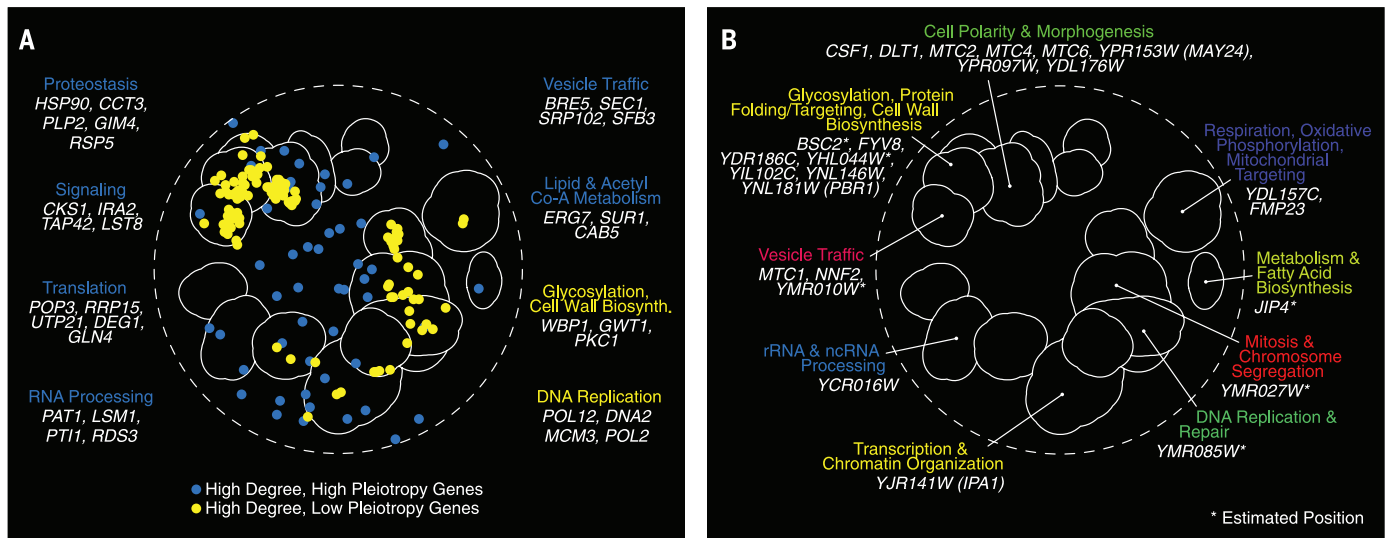 A
Proteostasis
HSP90, CCT3,
PLP2, GIM4,
RSP5
Signaling
CKS1, IRA2,
TAP42, LST8
Translation
POP3, RRP15,
UTP21, DEG1,
GLN4
RNA Processing
PAT1, LSM1,
PTI1, RDS3
Vesicle Traffic
BRE5, SEC1,
SRP102, SFB3
Lipid & Acetyl
Co-A Metabolism
ERG7, SUR1,
CAB5
Glycosylation,
Cell Wall Biosynth.
WBP1, GWT1,
PKC1
DNA Replication
POL12, DNA2
MCM3, POL2
High Degree, High Pleiotropy Genes
High Degree, Low Pleiotropy Genes
B
Cell Polarity & Morphogenesis
CSF1, DLT1, MTC2, MTC4, MTC6, YPR153W (MAY24),
YPR097W, YDL176W
Glycosylation, Protein
Folding/Targeting, Cell Wall
Biosynthesis
BSC2*, FYV8,
YDR186C, YHL044W*,
YIL102C, YNL146W,
YNL181W (PBR1)
Vesicle Traffic
MTC1, NNF2,
YMR010W*
rRNA & ncRNA
Processing
YCR016W
Transcription &
Chromatin Organization
YJR141W (IPA1)
Respiration, Oxidative
Phosphorylation,
Mitochondrial
Targeting
YDL157C,
FMP23
Metabolism &
Fatty Acid
Biosynthesis
JIP4*
Mitosis &
Chromosome
Segregation
YMR027W*
DNA Replication &
Repair
YMR085W*
* Estimated Position